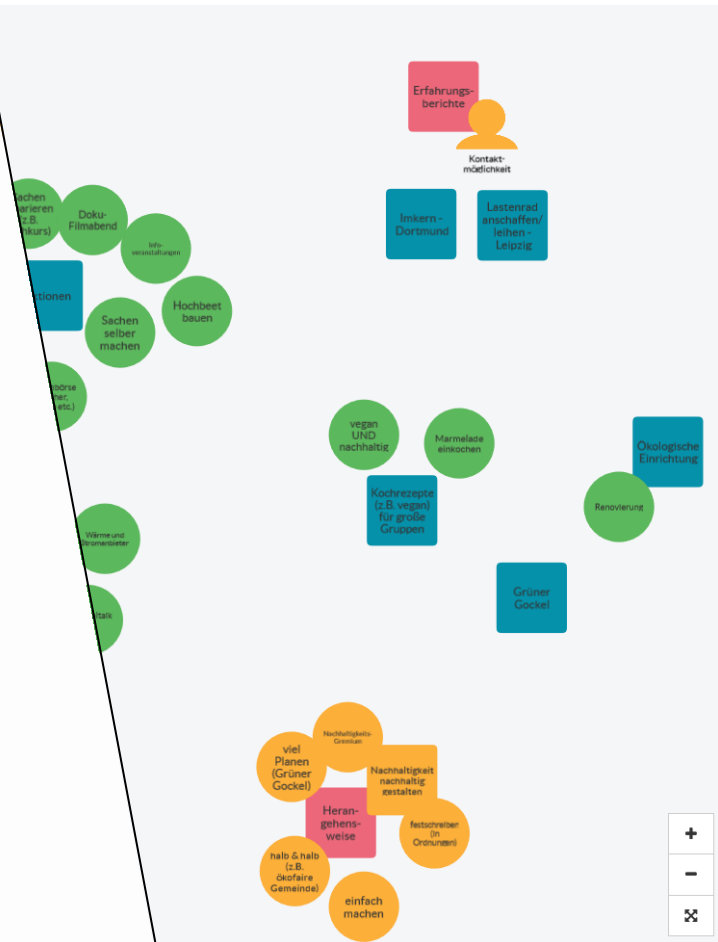 Erfahrungs-
berichte
Kontakt-
möglichkeit
Imkern -
Dortmund
Lastenrad
anschaffen/
leihen -
Leipzig
Doku-
Filmabend
Info-
veranstaltungen
Hochbeet
bauen
Sachen
selber
machen
vegan
UND
nachhaltig
Marmelade
einkochen
Kochrezepte
(z.B. vegan)
für große
Gruppen
Ökologische
Einrichtung
Renovierung
Wärme und
Grüner
Gockel
Nachhaltigkeits-
Gremium
viel
Planen
(Grüner
Gockel)
Nachhaltigkeit
nachhaltig
gestalten
Heran-
gehens-
weise
festschreiben
(in
Ordnungen)
halb & halb
(z.B.
ökofaire
Gemeinde)
einfach
machen